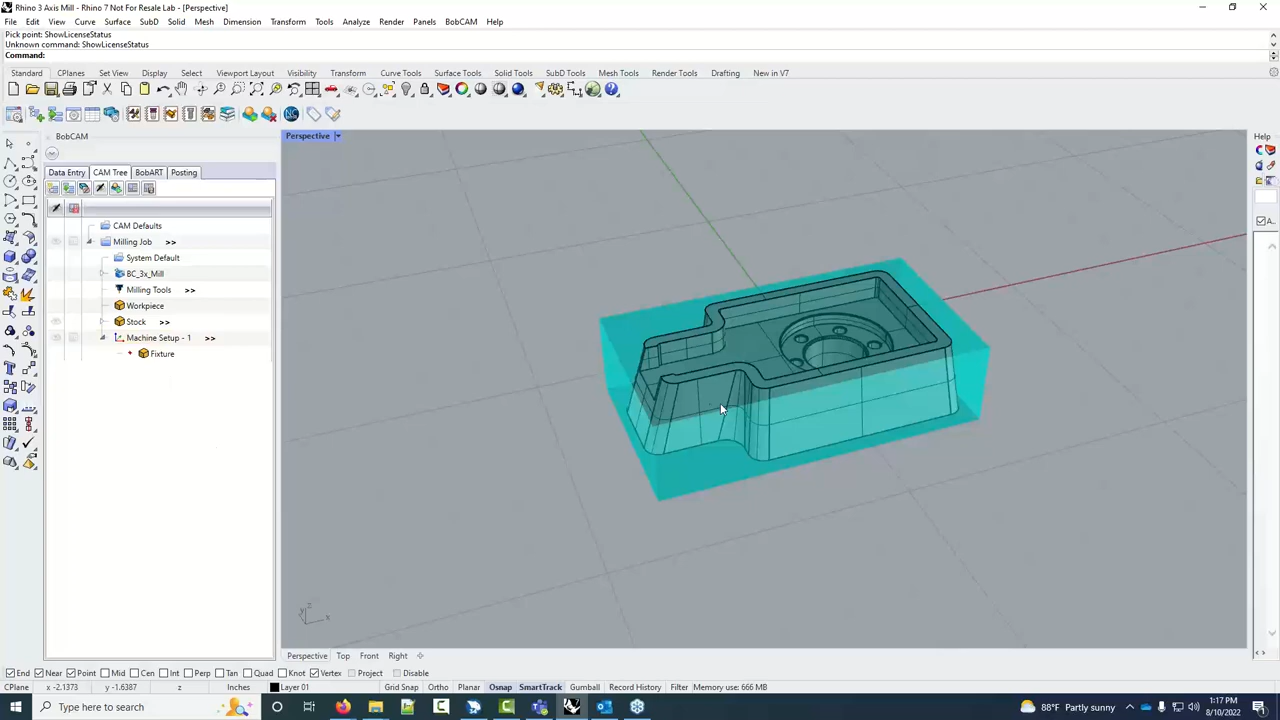 Rhino 3 Axis Mill - Rhino 7 Not For Resale Lab - [Perspective]
File Edit View Curve Surface SubD Solid Mesh Dimension Transform Tools Analyze Render Panels BobCAM Help
Pick point: ShowLicenseStatus
Unknown command: ShowLicenseStatus
Command:
Standard CPlanes Set View Display Select Viewport Layout Visibility Transform Curve Tools Surface Tools Solid Tools SubD Tools Mesh Tools Render Tools Drafting New in V7
BobCAM
Perspective
Help
Data Entry CAM Tree BobART Posting
CAM Defaults
Milling Job >>
System Default
BC_3x_Mill
Milling Tools >>
Workpiece
Stock >>
Machine Setup - 1 >>
Fixture
A...
z
y
x
Perspective Top Front Right
End Near Point Mid Cen Int Perp Tan Quad Knot Vertex Project Disable
CPlane x -2.1373 y -1.6387 z Inches Layer 01 Grid Snap Ortho Planar Osnap SmartTrack Gumball Record History Filter Memory use: 666 MB
Type here to search
88°F Partly sunny
1:17 PM
8/10/2022